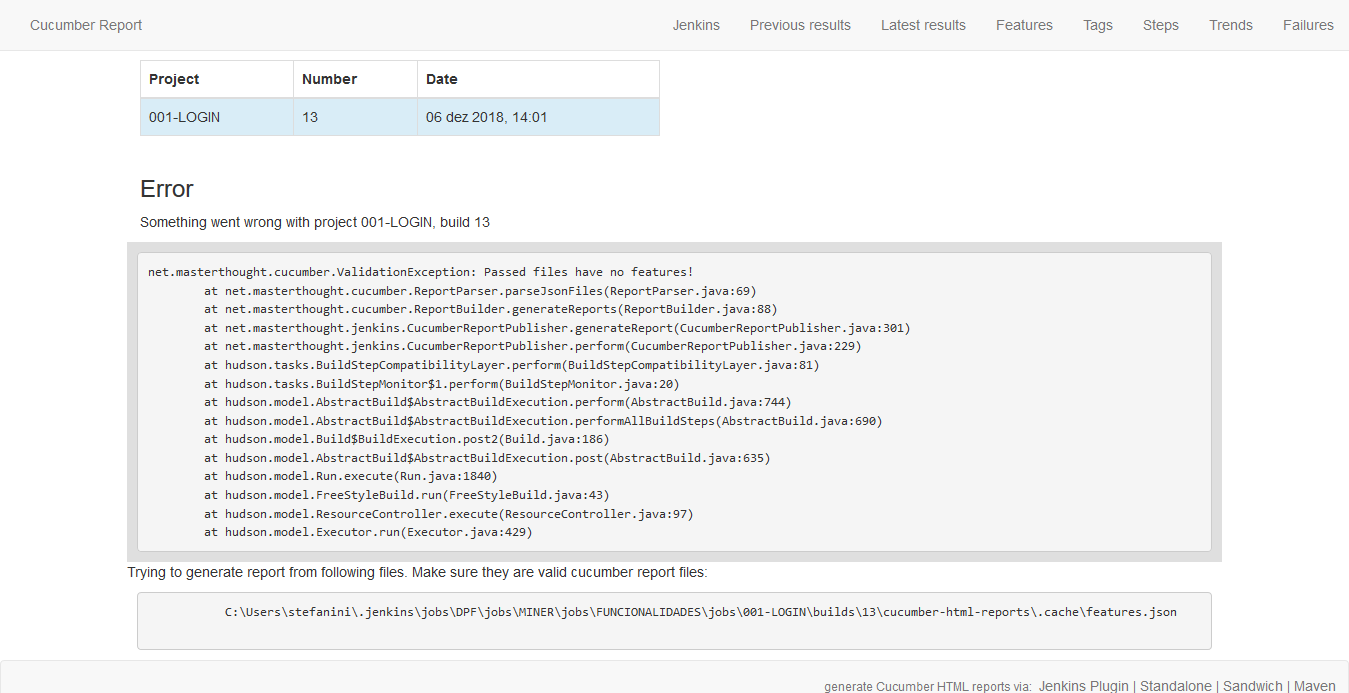 Cucumber Report Jenkins Previous results Latest results Features Tags Steps Trends Failures
Project Number Date
001-LOGIN 13 06 dez 2018, 14:01
Error
Something went wrong with project 001-LOGIN, build 13
net.masterthought.cucumber.ValidationException: Passed files have no features!
at net.masterthought.cucumber.ReportParser.parseJsonFiles(ReportParser.java:69)
at net.masterthought.cucumber.ReportBuilder.generateReports(ReportBuilder.java:88)
at net.masterthought.jenkins.CucumberReportPublisher.generateReport(CucumberReportPublisher.java:301)
at net.masterthought.jenkins.CucumberReportPublisher.perform(CucumberReportPublisher.java:229)
at hudson.tasks.BuildStepCompatibilityLayer.perform(BuildStepCompatibilityLayer.java:81)
at hudson.tasks.BuildStepMonitor$1.perform(BuildStepMonitor.java:20)
at hudson.model.AbstractBuild$AbstractBuildExecution.perform(AbstractBuild.java:744)
at hudson.model.AbstractBuild$AbstractBuildExecution.performAllBuildSteps(AbstractBuild.java:690)
at hudson.model.Build$BuildExecution.post2(Build.java:186)
at hudson.model.AbstractBuild$AbstractBuildExecution.post(AbstractBuild.java:635)
at hudson.model.Run.execute(Run.java:1840)
at hudson.model.FreeStyleBuild.run(FreeStyleBuild.java:43)
at hudson.model.ResourceController.execute(ResourceController.java:97)
at hudson.model.Executor.run(Executor.java:429)
Trying to generate report from following files. Make sure they are valid cucumber report files:
C:\Users\stefanini\.jenkins\jobs\DPF\jobs\MINER\jobs\FUNCIONALIDADES\jobs\001-LOGIN\builds\13\cucumber-html-reports\.cache\features.json
generate Cucumber HTML reports via: Jenkins Plugin | Standalone | Sandwich | Maven